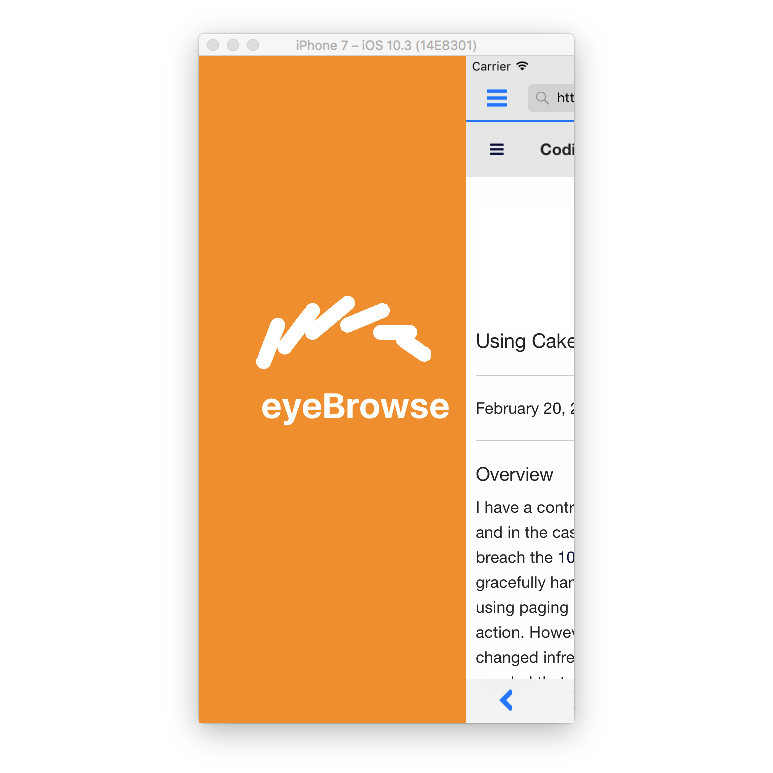 iPhone 7 – iOS 10.3 (14E8301)
Carrier
htt
Codi
eyeBrowse
Using Cake
February 20, 2
Overview
I have a contr
and in the cas
breach the 10
gracefully har
using paging
action. Howev
changed infre